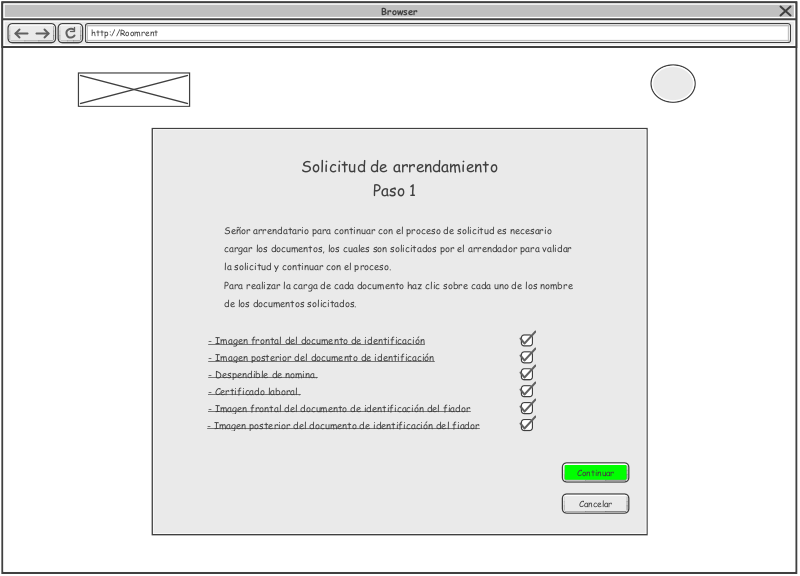 Browser
http://Roomrent
Solicitud de arrendamiento
Paso 1
Señor arrendatario para continuar con el proceso de solicitud es necesario
cargar los documentos, los cuales son solicitados por el arrendador para validar
la solicitud y continuar con el proceso.
Para realizar la carga de cada documento haz clic sobre cada uno de los nombre
de los documentos solicitados.
- Imagen frontal del documento de identificación
- Imagen posterior del documento de identificación
- Despendible de nomina.
- Certificado laboral.
- Imagen frontal del documento de identificación del fiador
- Imagen posterior del documento de identificación del fiador
Continuar
Cancelar